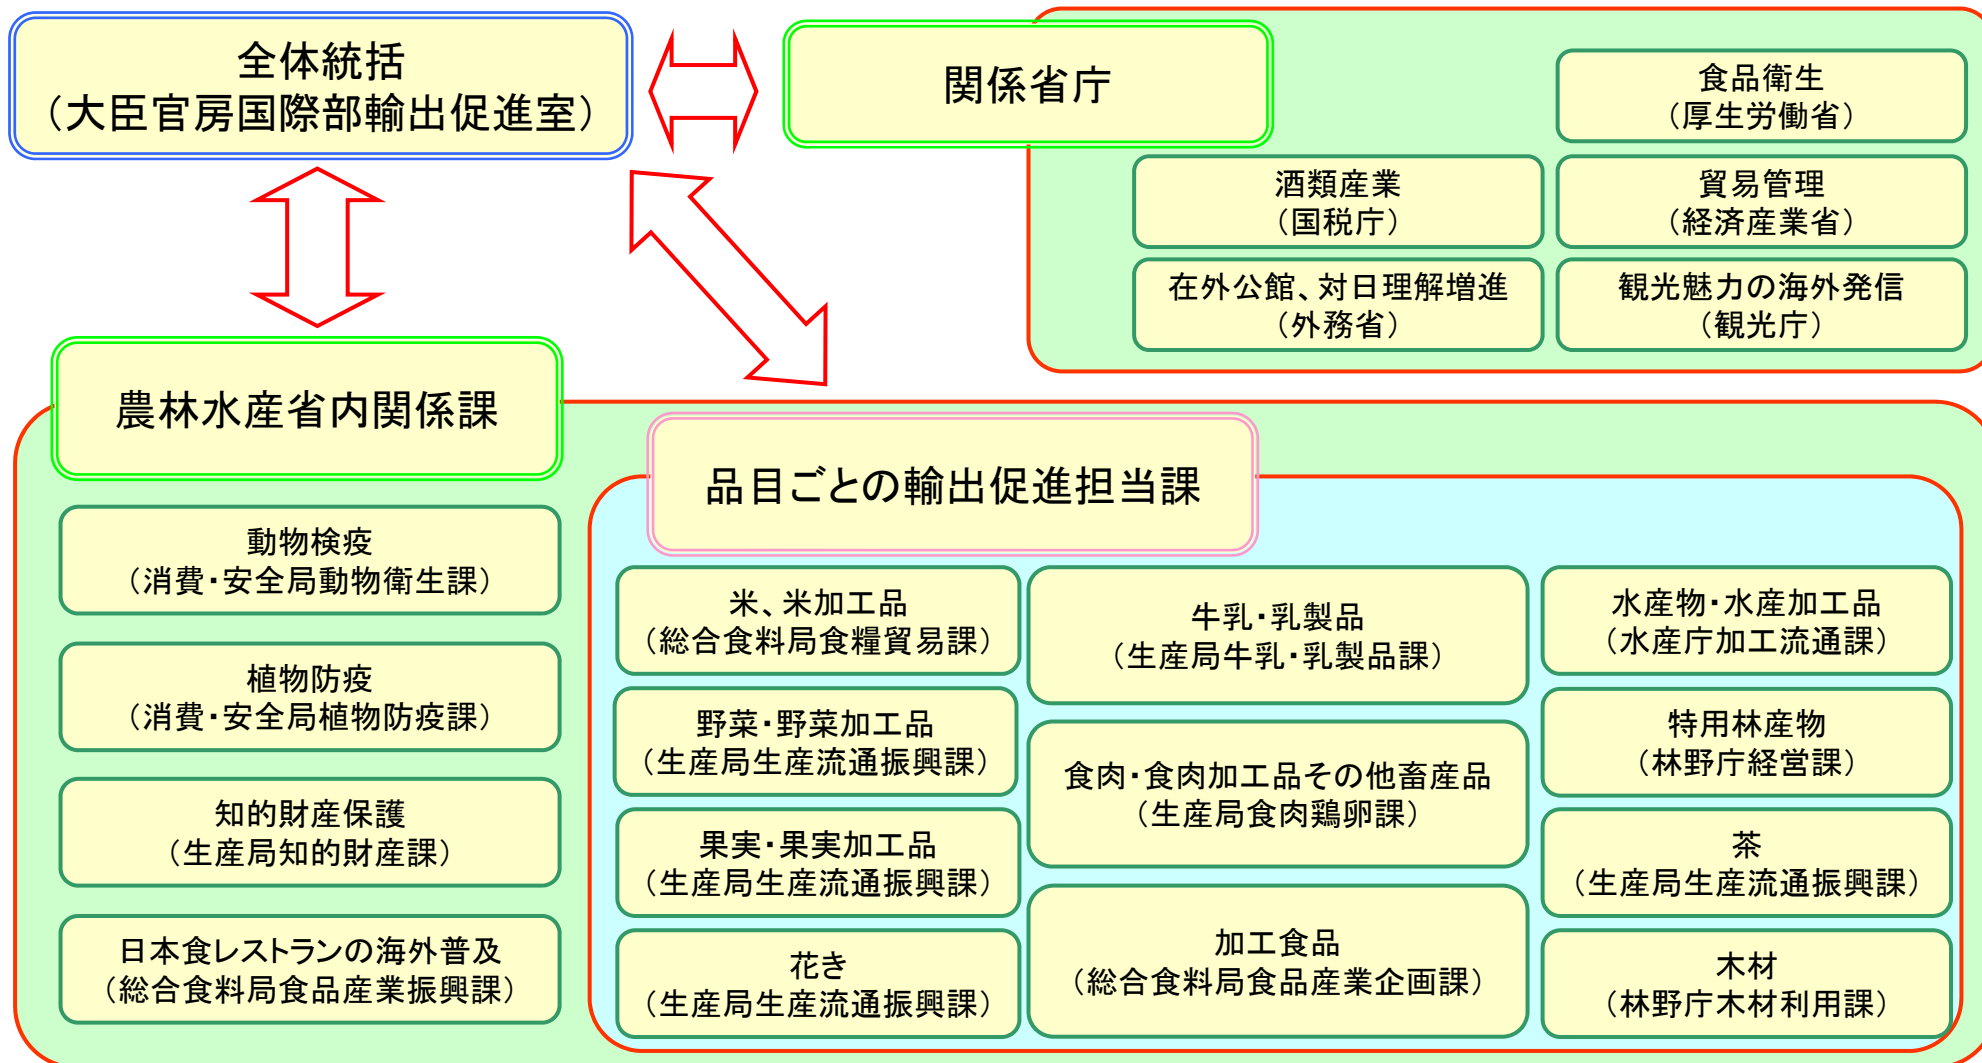 全体統括
（大臣官房国際部輸出促進室）
関係省庁
食品衛生
（厚生労働省）
酒類産業
（国税庁）
貿易管理
（経済産業省）
在外公館、対日理解増進
（外務省）
観光魅力の海外発信
（観光庁）
農林水産省内関係課
動物検疫
（消費・安全局動物衛生課）
植物防疫
（消費・安全局植物防疫課）
知的財産保護
（生産局知的財産課）
日本食レストランの海外普及
（総合食料局食品産業振興課）
品目ごとの輸出促進担当課
米、米加工品
（総合食料局食糧貿易課）
野菜・野菜加工品
（生産局生産流通振興課）
果実・果実加工品
（生産局生産流通振興課）
花き
（生産局生産流通振興課）
牛乳・乳製品
（生産局牛乳・乳製品課）
食肉・食肉加工品その他畜産品
（生産局食肉鶏卵課）
加工食品
（総合食料局食品産業企画課）
水産物・水産加工品
（水産庁加工流通課）
特用林産物
（林野庁経営課）
茶
（生産局生産流通振興課）
木材
（林野庁木材利用課）